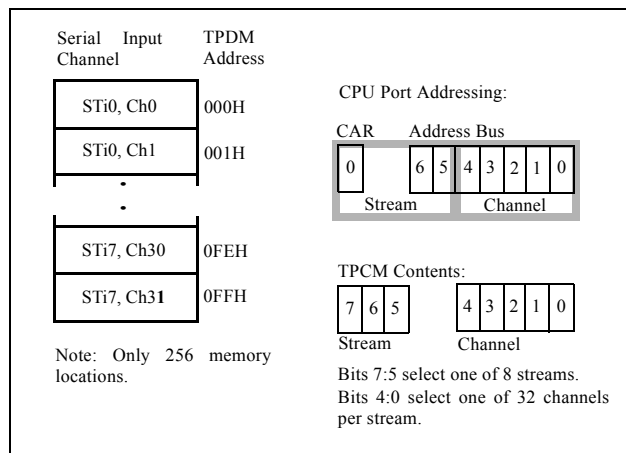 Serial Input Channel
TPDM Address
STi0, Ch0
000H
STi0, Ch1
001H
STi7, Ch30
0FEH
STi7, Ch31
0FFH
Note: Only 256 memory
locations.
CPU Port Addressing:
CAR
Address Bus
0
6 5 4 3 2 1 0
Stream
Channel
TPCM Contents:
7 6 5
4 3 2 1 0
Stream
Channel
Bits 7:5 select one of 8 streams.
Bits 4:0 select one of 32 channels
per stream.